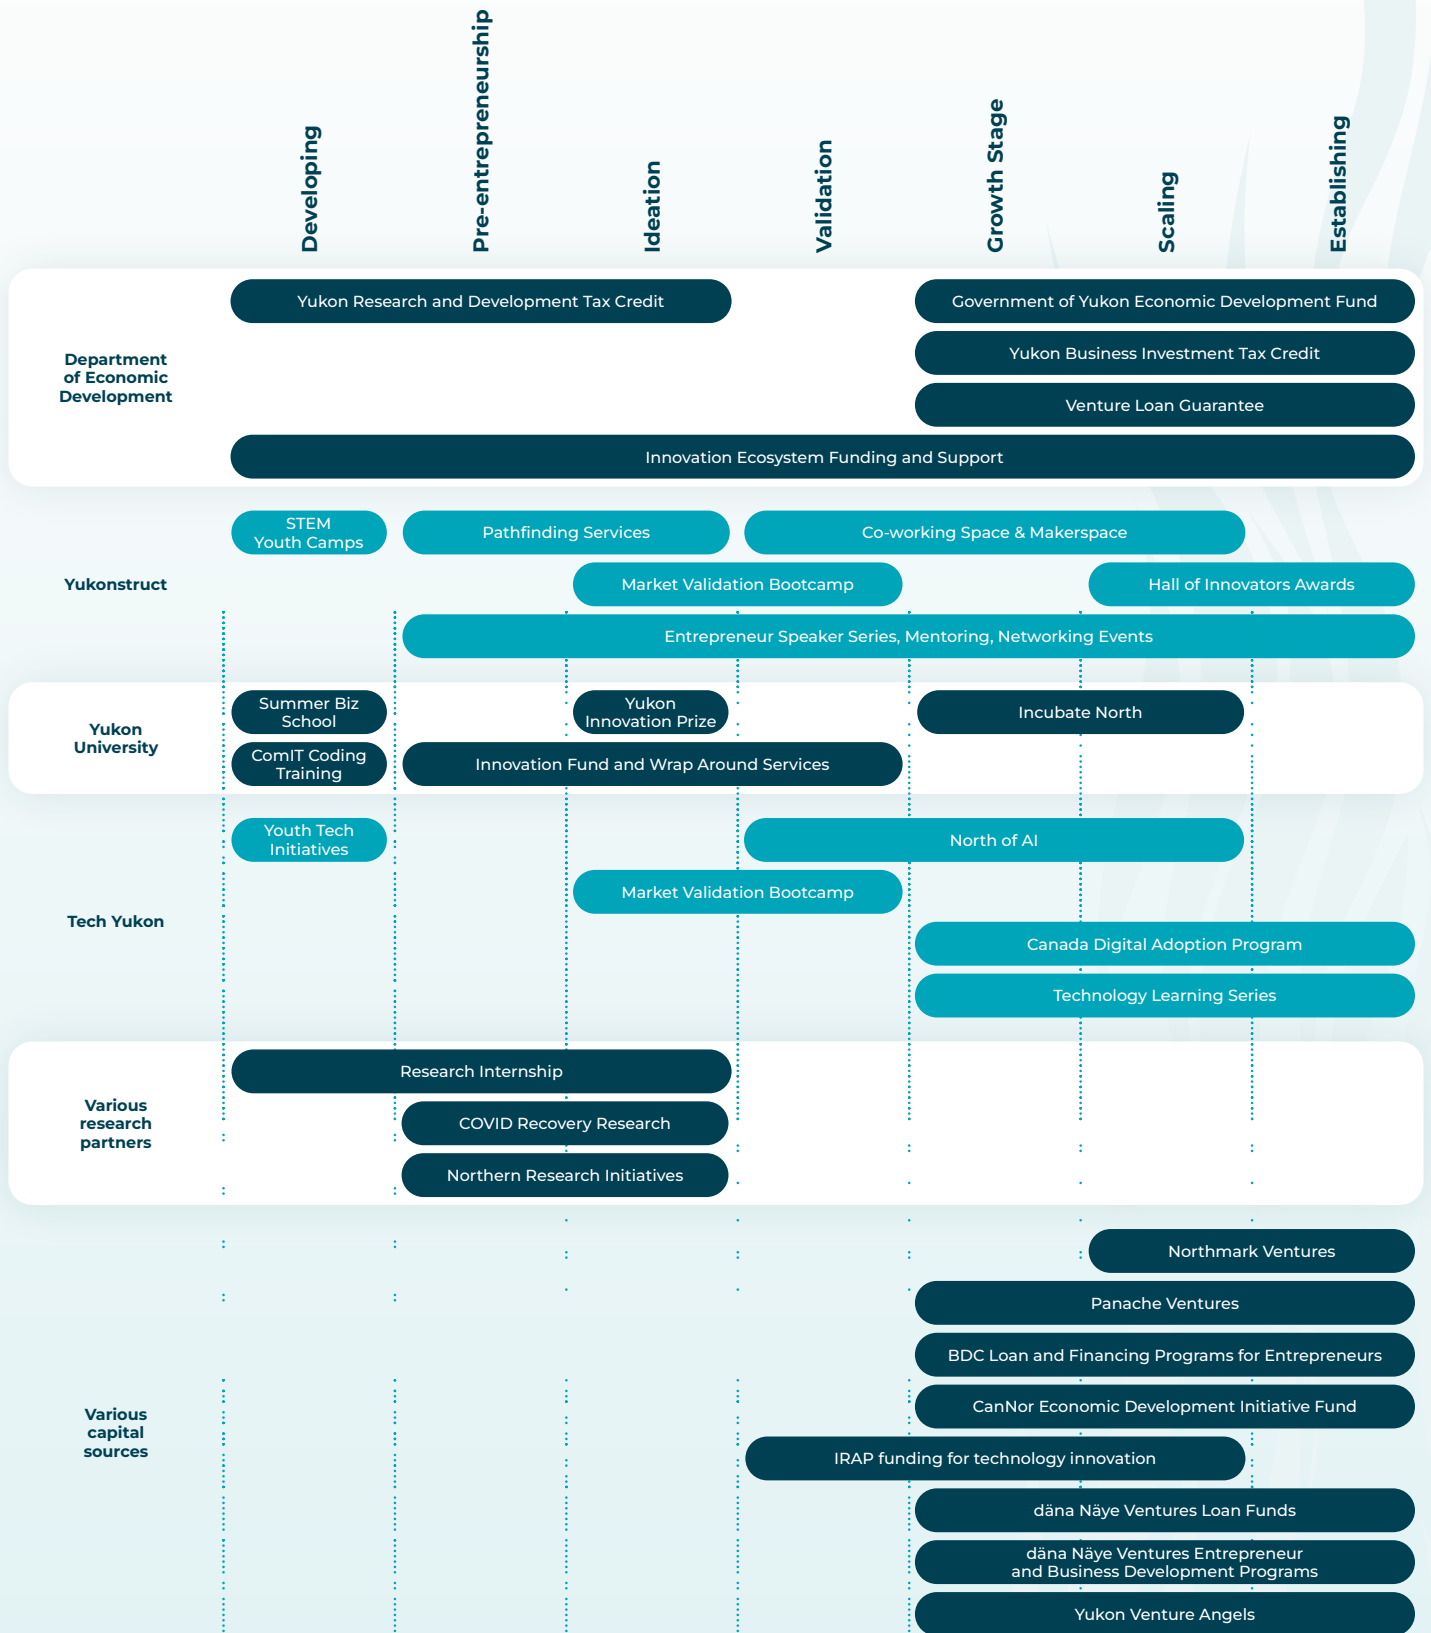 Developing
Pre-entrepreneurship
Ideation
Validation
Growth Stage
Scaling
Establishing
Department
of Economic
Development
Yukon Research and Development Tax Credit
Government of Yukon Economic Development Fund
Yukon Business Investment Tax Credit
Venture Loan Guarantee
Innovation Ecosystem Funding and Support
Yukonstruct
STEM
Youth Camps
Pathfinding Services
Co-working Space & Makerspace
Market Validation Bootcamp
Hall of Innovators Awards
Entrepreneur Speaker Series, Mentoring, Networking Events
Yukon
University
Summer Biz
School
Yukon
Innovation Prize
Incubate North
ComIT Coding
Training
Innovation Fund and Wrap Around Services
Tech Yukon
Youth Tech
Initiatives
North of AI
Market Validation Bootcamp
Canada Digital Adoption Program
Technology Learning Series
Various
research
partners
Research Internship
COVID Recovery Research
Northern Research Initiatives
Various
capital
sources
Northmark Ventures
Panache Ventures
BDC Loan and Financing Programs for Entrepreneurs
CanNor Economic Development Initiative Fund
IRAP funding for technology innovation
däna Näye Ventures Loan Funds
däna Näye Ventures Entrepreneur
and Business Development Programs
Yukon Venture Angels